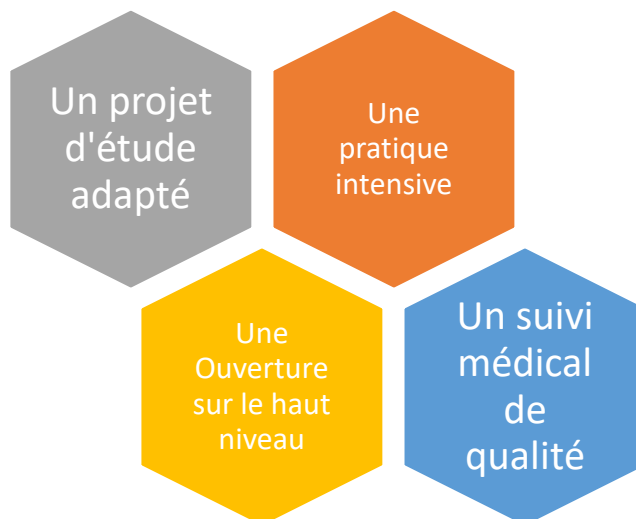 Un projet
d'étude
adapté
Une
pratique
intensive
Une
Ouverture
sur le haut
niveau
Un suivi
médical
de
qualité